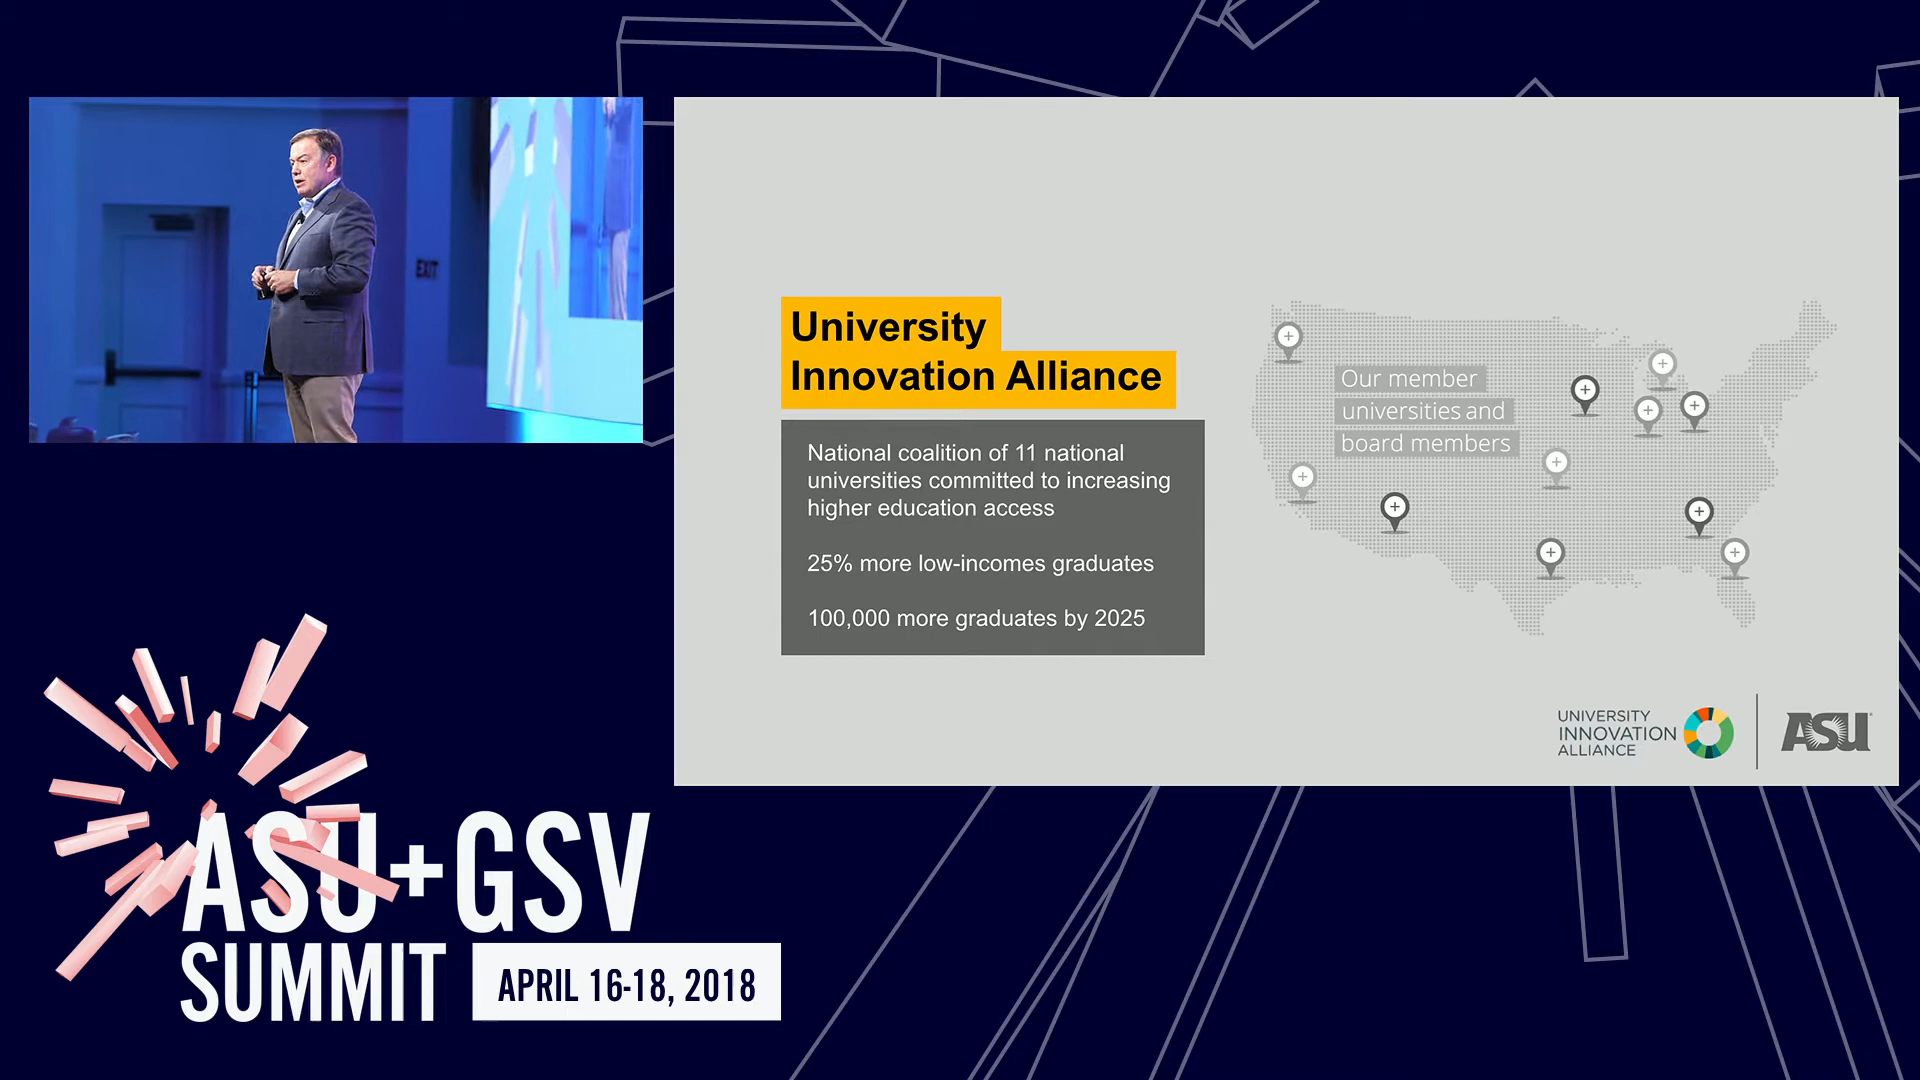 EXIT
University
Innovation Alliance
National coalition of 11 national
universities committed to increasing
higher education access
25% more low-incomes graduates
100,000 more graduates by 2025
Our member
universities and
board members
UNIVERSITY
INNOVATION
ALLIANCE
ASU
ASU+GSV
SUMMIT
APRIL 16-18, 2018